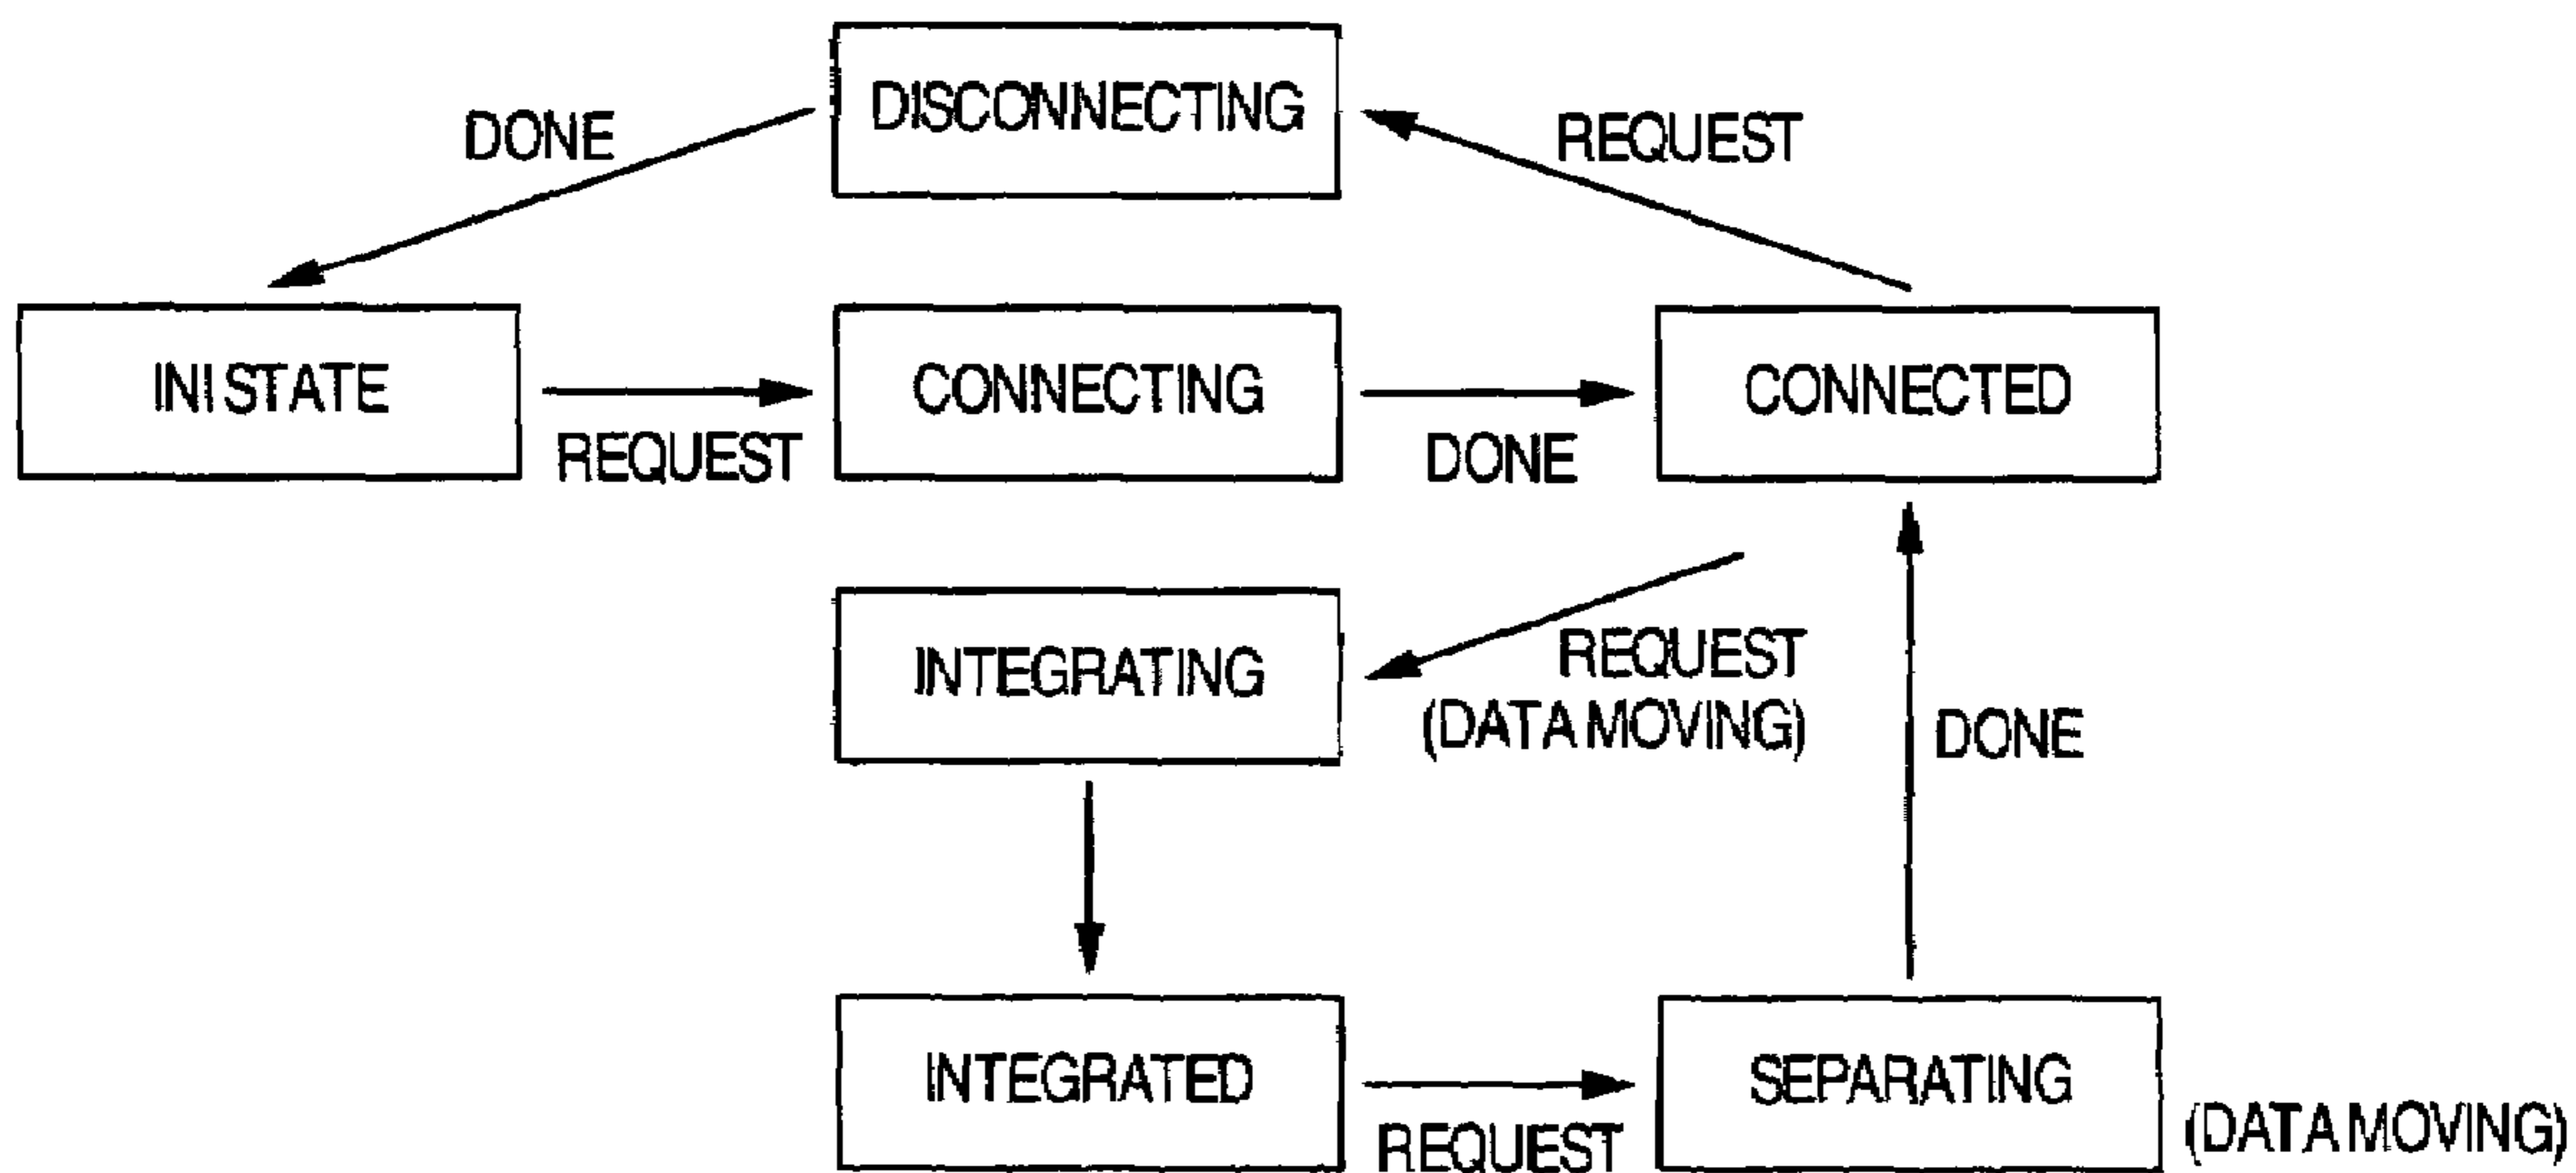 DISCONNECTING
DONE
REQUEST
INI STATE
CONNECTING
CONNECTED
REQUEST
DONE
INTEGRATING
REQUEST
(DATA MOVING)
DONE
INTEGRATED
SEPARATING
REQUEST
(DATA MOVING)